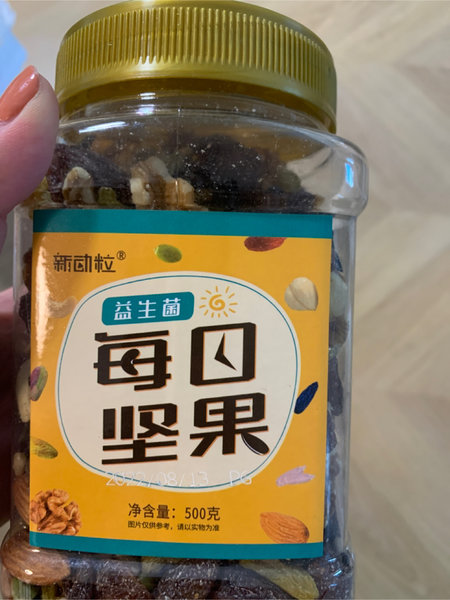 新动粒®
益生菌
每日
坚果
2022/08/13 PG
净含量：500克
图片仅供参考，请以实物为准